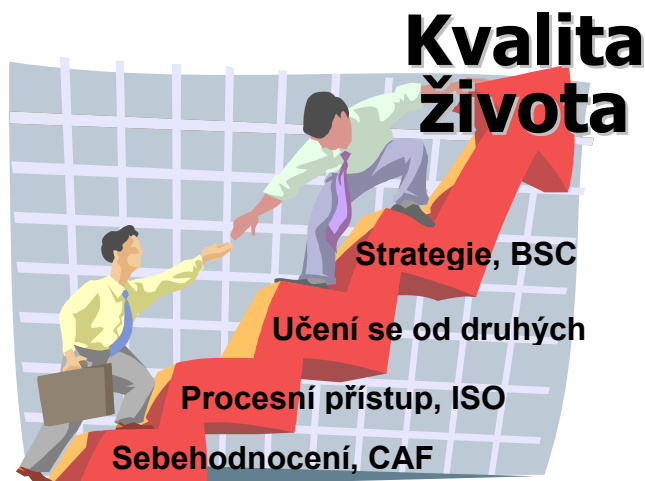 Kvalita
života
Strategie, BSC
Učení se od druhých
Procesní přístup, ISO
Sebehodnocení, CAF